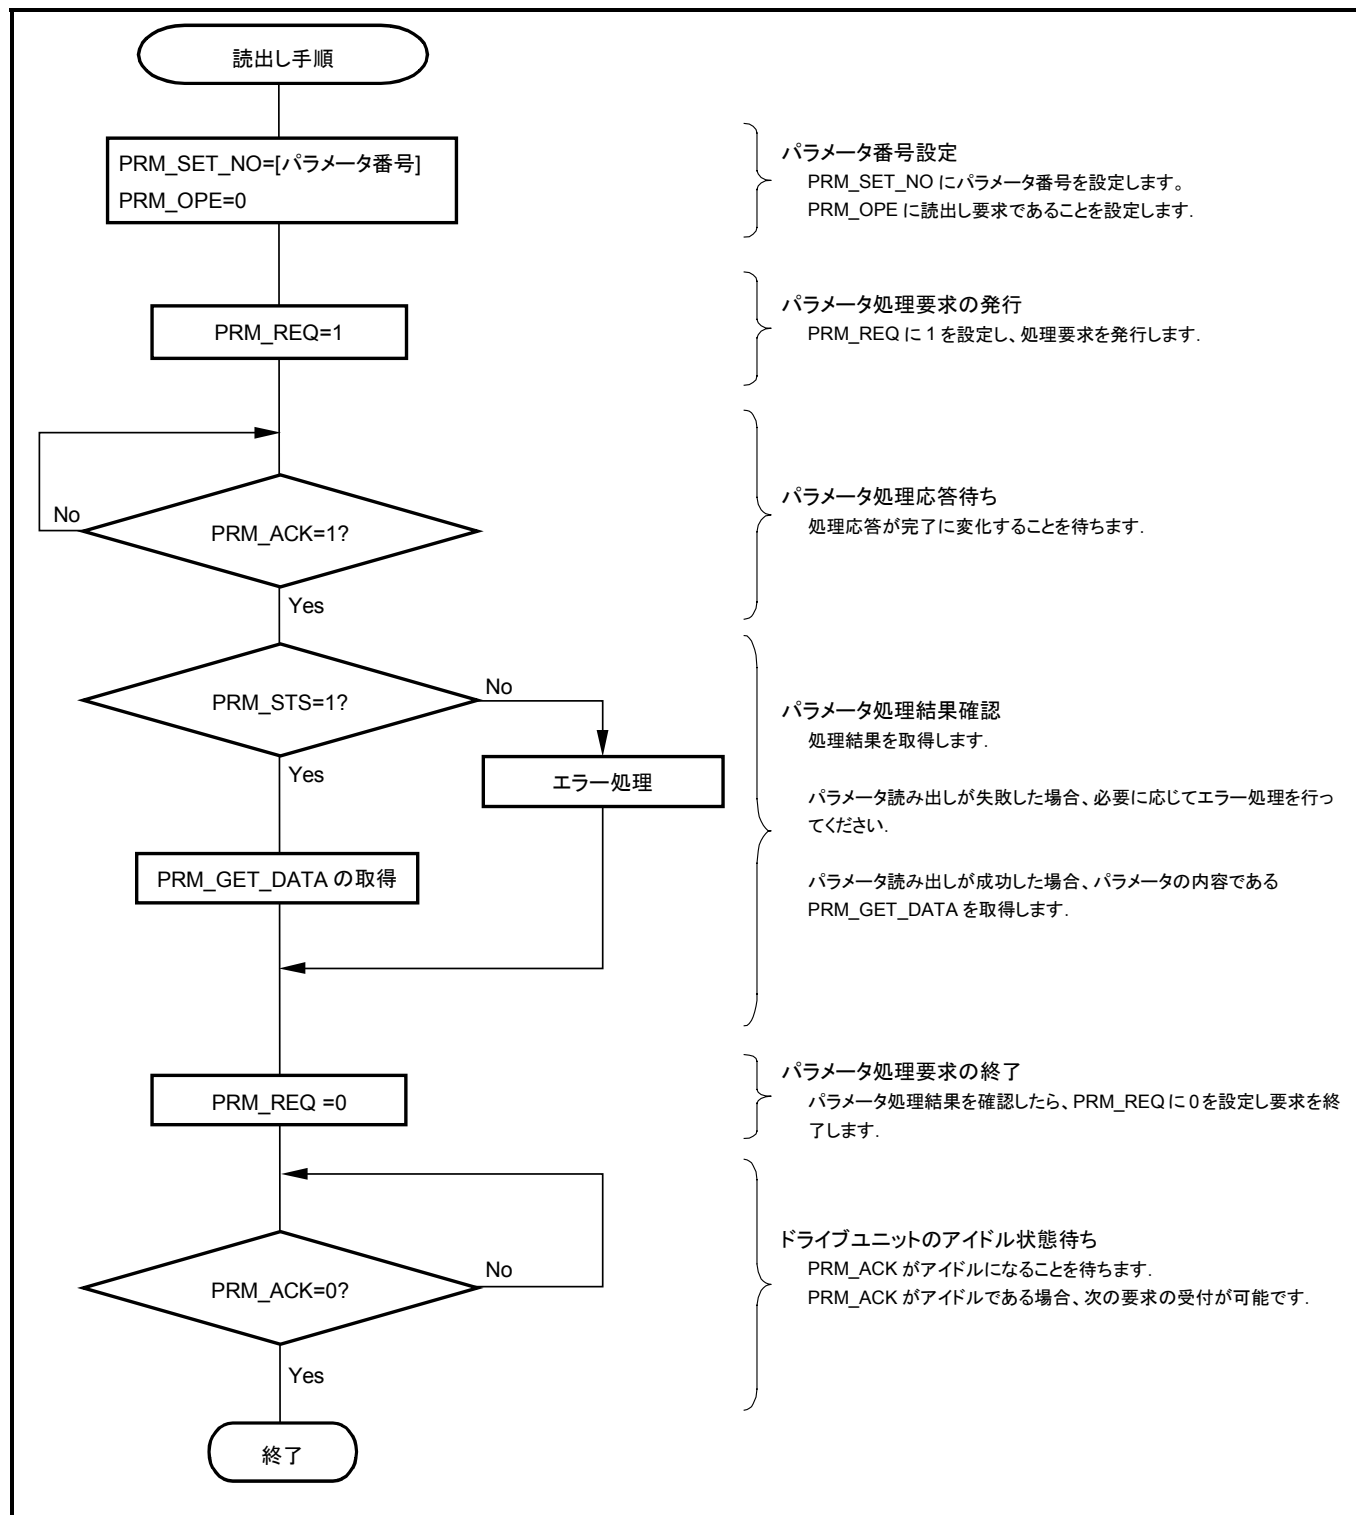 読出し手順
PRM_SET_NO=[パラメータ番号]
PRM_OPE=0
パラメータ番号設定
PRM_SET_NO にパラメータ番号を設定します。
PRM_OPE に読出し要求であることを設定します.
PRM_REQ=1
パラメータ処理要求の発行
PRM_REQ に 1 を設定し、処理要求を発行します.
No
PRM_ACK=1?
Yes
パラメータ処理応答待ち
処理応答が完了に変化することを待ちます.
PRM_STS=1?
No
Yes
エラー処理
PRM_GET_DATA の取得
パラメータ処理結果確認
処理結果を取得します.
パラメータ読み出しが失敗した場合、必要に応じてエラー処理を行っ
てください.
パラメータ読み出しが成功した場合、パラメータの内容である
PRM_GET_DATA を取得します.
PRM_REQ =0
パラメータ処理要求の終了
パラメータ処理結果を確認したら、PRM_REQ に 0 を設定し要求を終
了します.
PRM_ACK=0?
No
Yes
ドライブユニットのアイドル状態待ち
PRM_ACK がアイドルになることを待ちます.
PRM_ACK がアイドルである場合、次の要求の受付が可能です.
終了